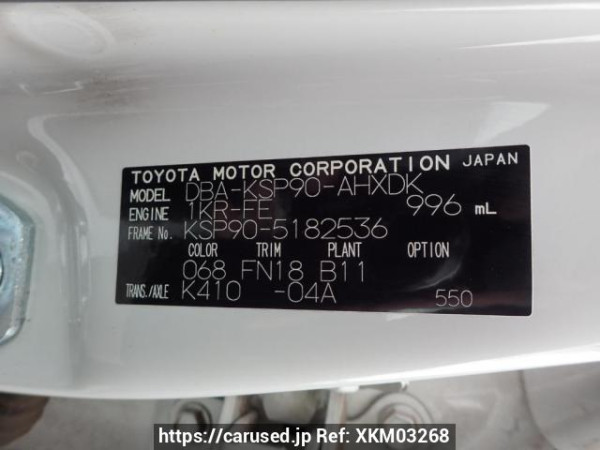 TOYOTA MOTOR CORPORATION JAPAN
MODEL DBA-KSP90-AHXDK
ENGINE 1KR-FE 996 mL
FRAME No. KSP90-5182536
COLOR TRIM PLANT OPTION
068 FN18 B11
TRANS./AXLE K410 -04A 550
https://carused.jp Ref: XKM03268